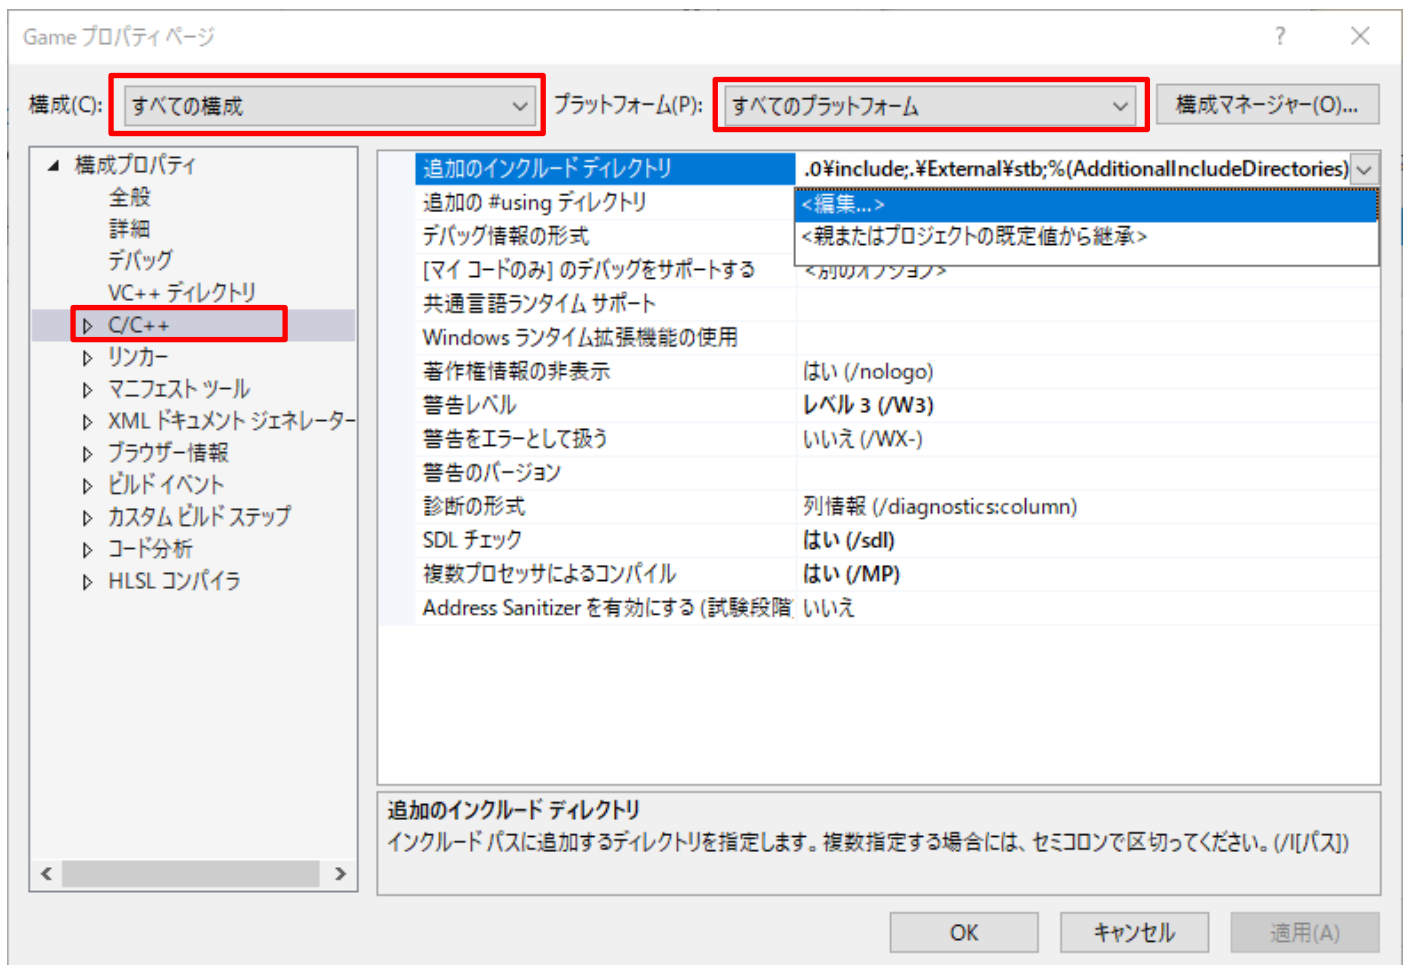 Game プロパティ ページ
構成(C): すべての構成 プラットフォーム(P): すべてのプラットフォーム 構成マネージャー(O)...
構成プロパティ
全般
詳細
デバッグ
VC++ ディレクトリ
C/C++
リンカー
マニフェスト ツール
XML ドキュメント ジェネレーター
ブラウザー情報
ビルド イベント
カスタム ビルド ステップ
コード分析
HLSL コンパイラ
追加のインクルード ディレクトリ .0¥include;.¥External¥stb;%(AdditionalIncludeDirectories)
追加の #using ディレクトリ <編集...>
デバッグ情報の形式 <親またはプロジェクトの既定値から継承>
[マイ コードのみ] のデバッグをサポートする <別のオプション>
共通言語ランタイム サポート
Windows ランタイム拡張機能の使用
著作権情報の非表示 はい (/nologo)
警告レベル レベル 3 (/W3)
警告をエラーとして扱う いいえ (/WX-)
警告のバージョン
診断の形式 列情報 (/diagnostics:column)
SDL チェック はい (/sdl)
複数プロセッサによるコンパイル はい (/MP)
Address Sanitizer を有効にする (試験段階) いいえ
追加のインクルード ディレクトリ
インクルード パスに追加するディレクトリを指定します。複数指定する場合には、セミコロンで区切ってください。(/I[パス])
OK キャンセル 適用(A)